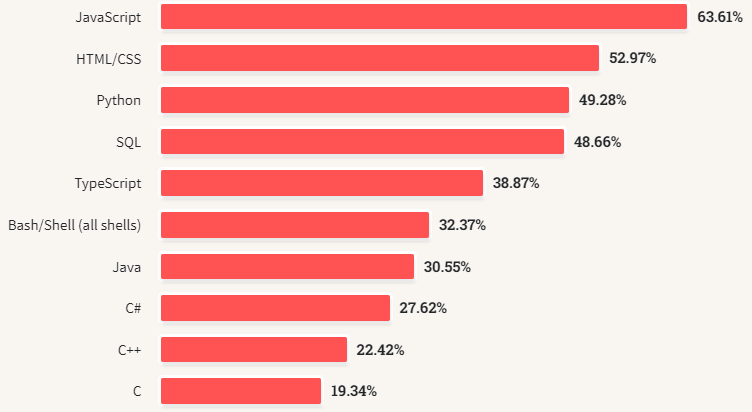 JavaScript 63.61%
HTML/CSS 52.97%
Python 49.28%
SQL 48.66%
TypeScript 38.87%
Bash/Shell (all shells) 32.37%
Java 30.55%
C# 27.62%
C++ 22.42%
C 19.34%